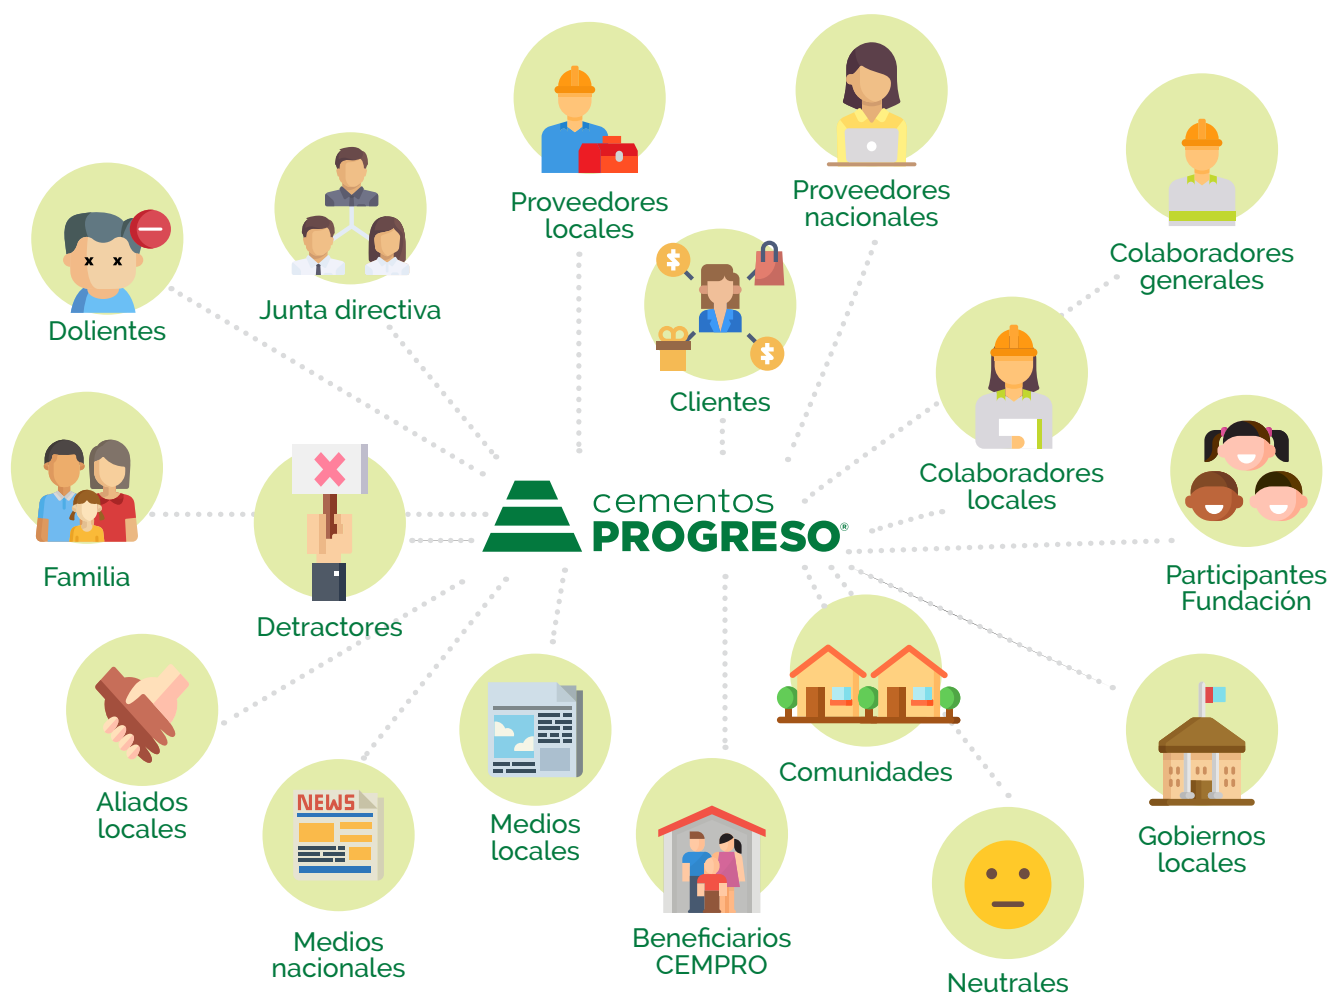 Proveedores
locales
Proveedores
nacionales
Colaboradores
generales
Junta directiva
Dolientes
Clientes
Colaboradores
locales
cementos
PROGRESO®
Familia
Detractores
Participantes
Fundación
Aliados
locales
NEWS
Medios
nacionales
Medios
locales
Comunidades
Beneficiarios
CEMPRO
Gobiernos
locales
Neutrales